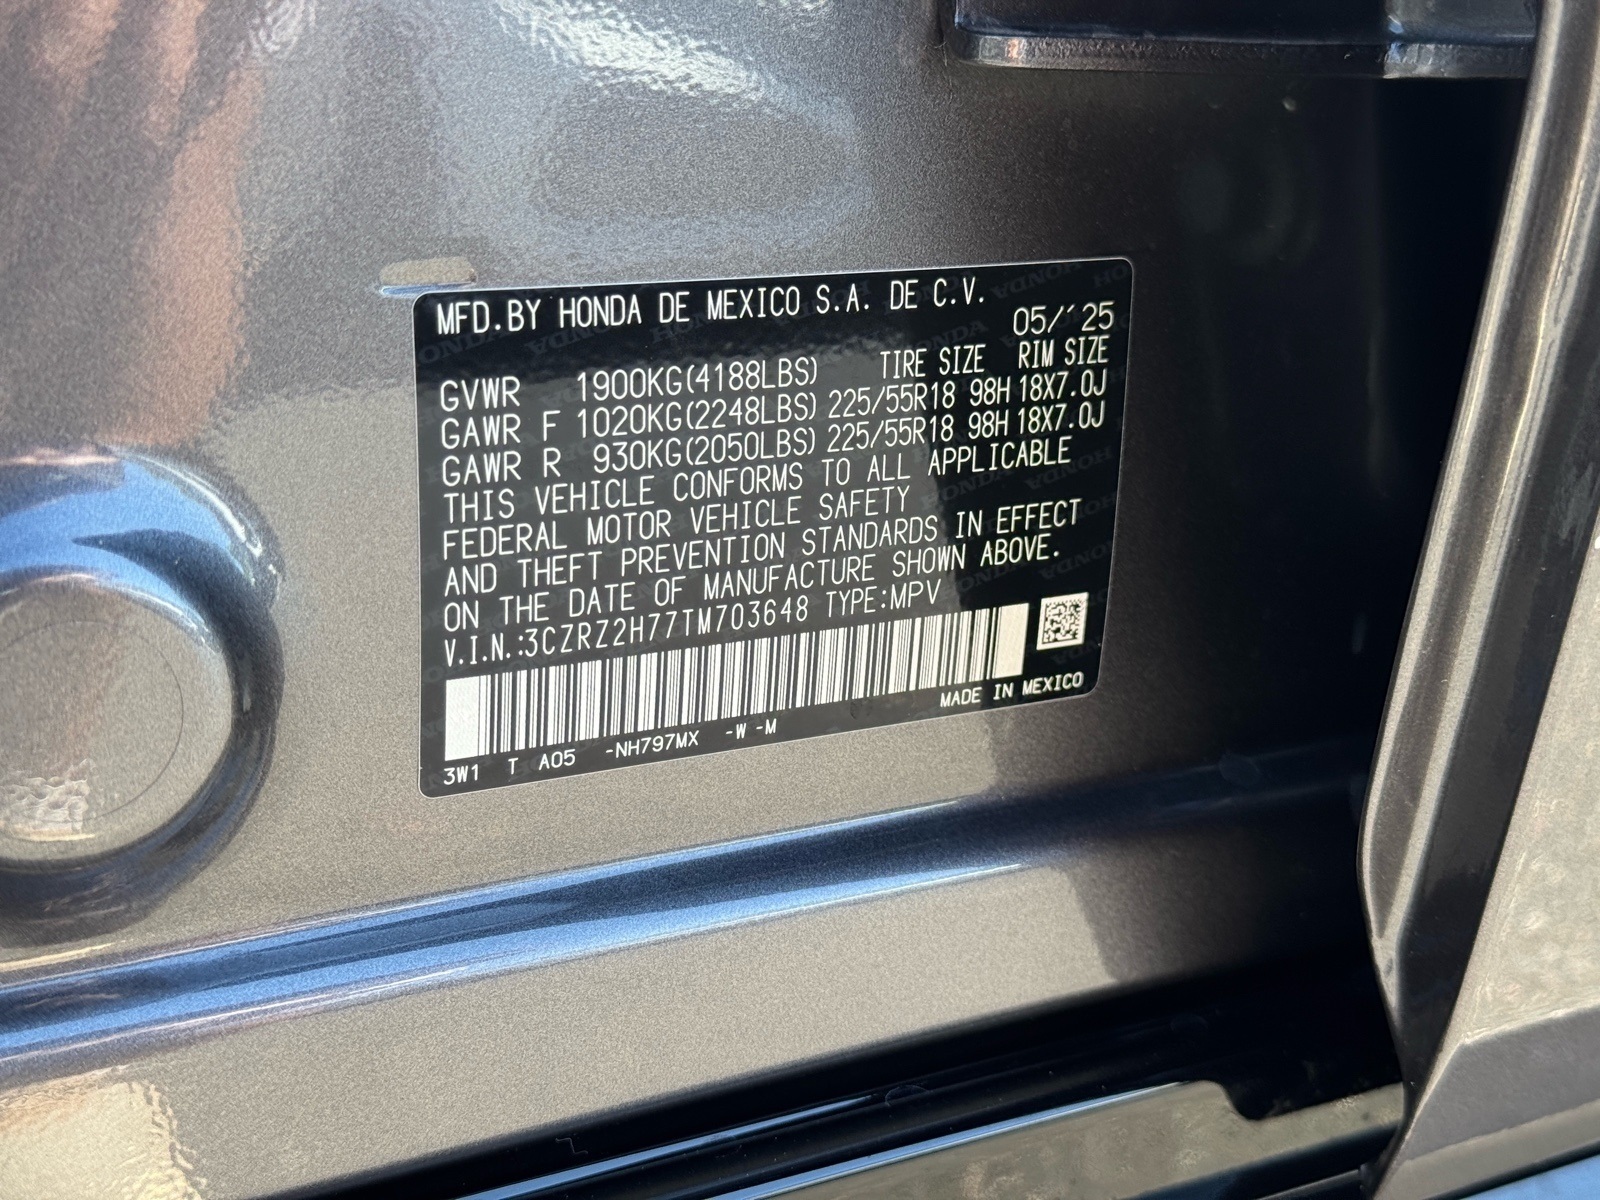 MFD.BY HONDA DE MEXICO S.A. DE C.V.
05/´25
TIRE SIZE RIM SIZE
GVWR 1900KG(4188LBS)
GAWR F 1020KG(2248LBS) 225/55R18 98H 18X7.0J
GAWR R 930KG(2050LBS) 225/55R18 98H 18X7.0J
THIS VEHICLE CONFORMS TO ALL APPLICABLE
FEDERAL MOTOR VEHICLE SAFETY
AND THEFT PREVENTION STANDARDS IN EFFECT
ON THE DATE OF MANUFACTURE SHOWN ABOVE.
V.I.N.:3CZRZ2H77TM703648 TYPE:MPV
MADE IN MEXICO
3W1 T A05 -NH797MX -W -M